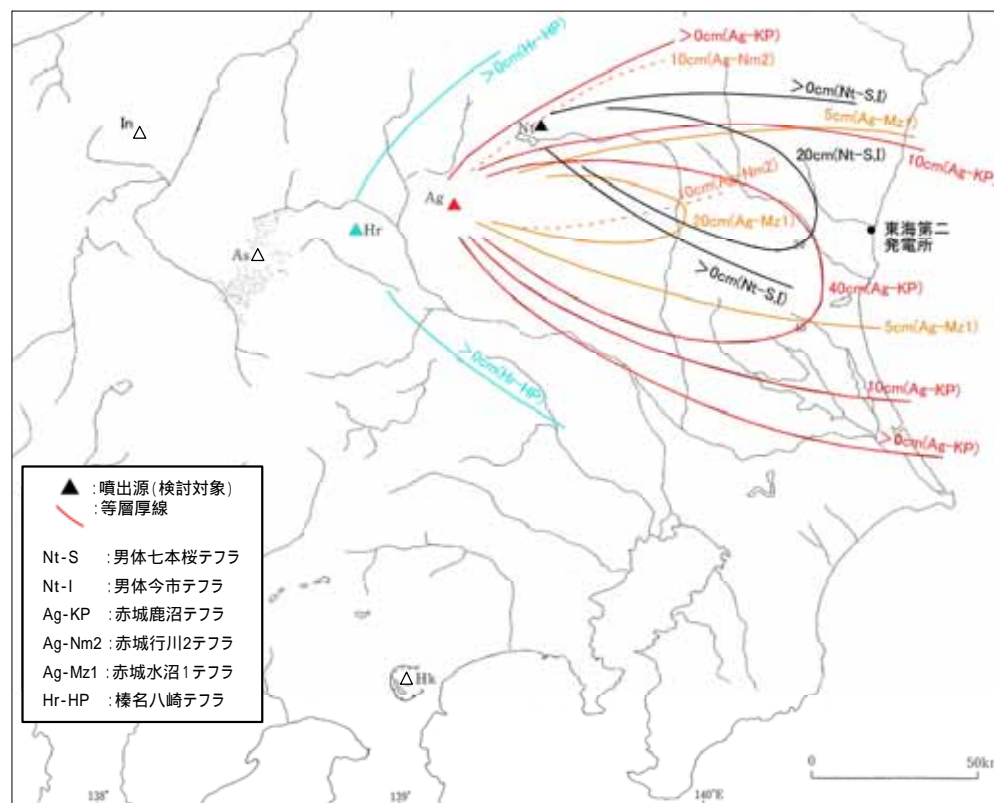 >0cm(Ag-KP)
10cm(Ag-Nm2)
>0cm(Hr-HP)
>0cm(Nt-S,I)
5cm(Ag-Mz1)
In
Nt
20cm(Nt-S,I)
10cm(Ag-KP)
10cm(Ag-Nm2)
Ag
20cm(Ag-Mz1)
東海第二
発電所
Hr
As
>0cm(Nt-S,I)
40cm(Ag-KP)
5cm(Ag-Mz1)
>0cm(Hr-HP)
10cm(Ag-KP)
>0cm(Ag-KP)
▲ :噴出源(検討対象)
:等層厚線
Nt-S :男体七本桜テフラ
Nt-I :男体今市テフラ
Ag-KP :赤城鹿沼テフラ
Ag-Nm2 :赤城行川2テフラ
Ag-Mz1 :赤城水沼1テフラ
Hr-HP :榛名八崎テフラ
Hk
0 50km
138° 139° 140°E